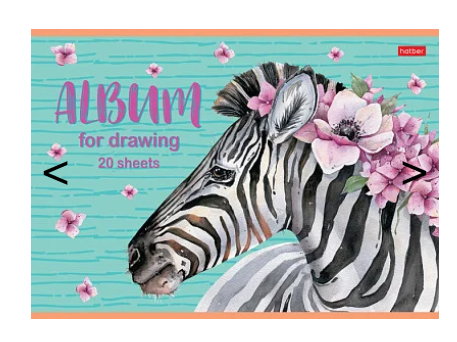 hatber
ALBUM
for drawing
20 sheets
< >